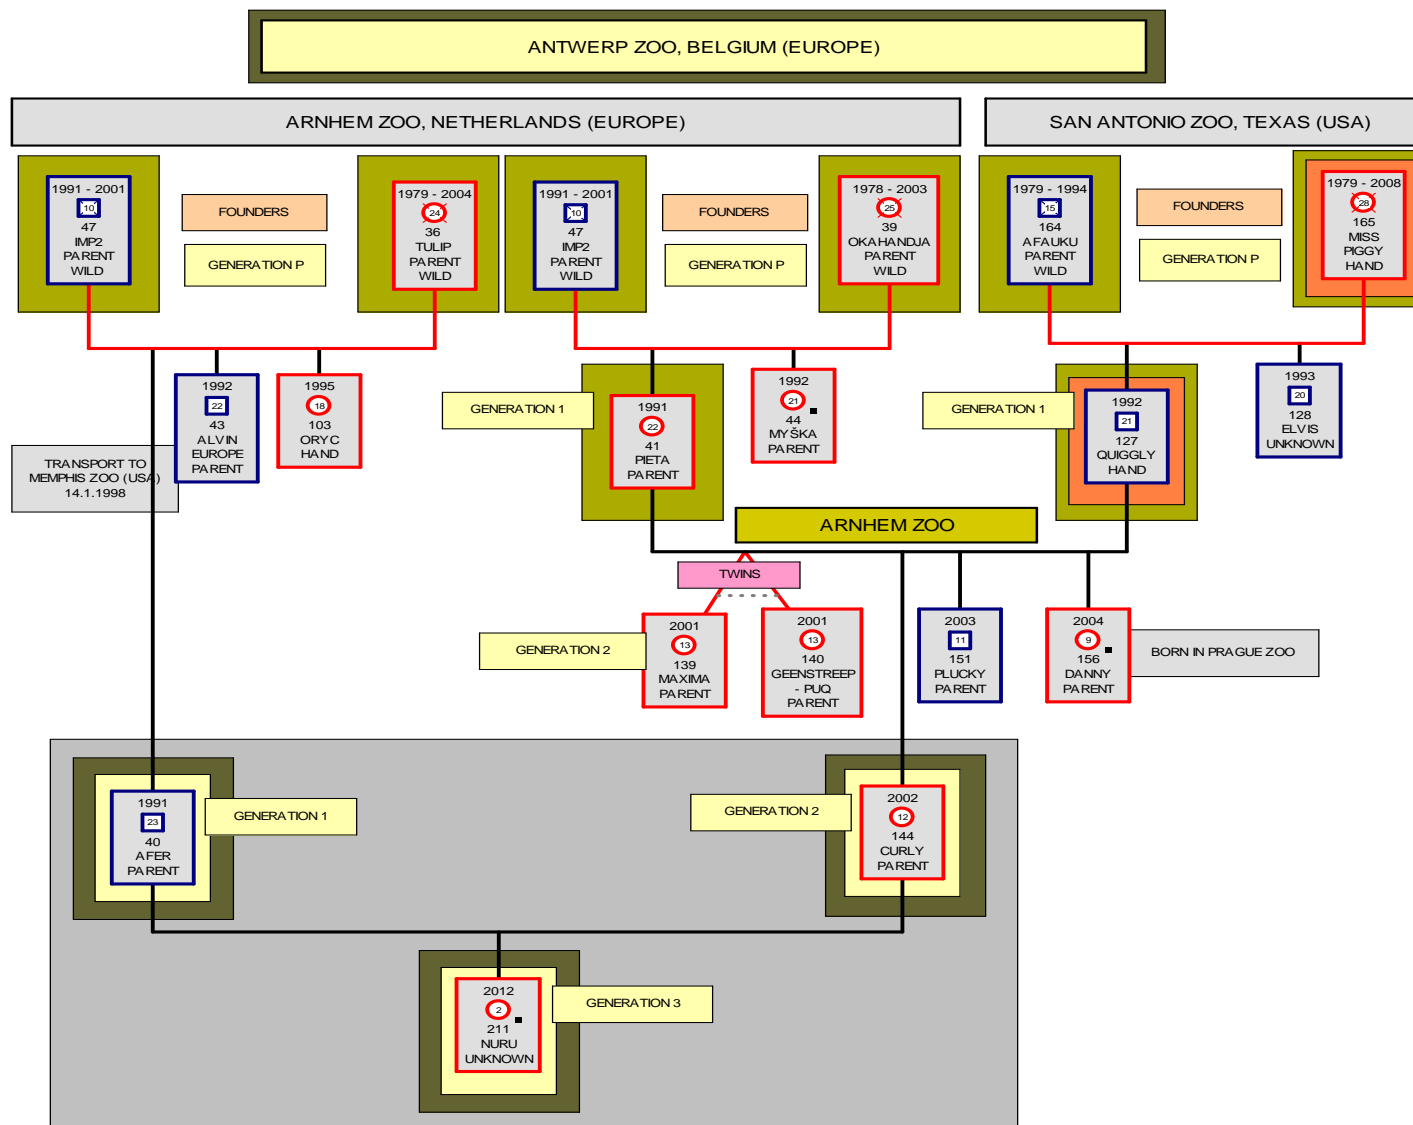 ANTWERP ZOO, BELGIUM (EUROPE)
ARNHEM ZOO, NETHERLANDS (EUROPE)
SAN ANTONIO ZOO, TEXAS (USA)
1991 - 2001
10
47
IMP2
PARENT
WILD
FOUNDERS
GENERATION P
1979 - 2004
24
36
TULIP
PARENT
WILD
1991 - 2001
10
47
IMP2
PARENT
WILD
FOUNDERS
GENERATION P
1978 - 2003
25
39
OKAHANDJA
PARENT
WILD
1979 - 1994
15
164
AFAUKU
PARENT
WILD
FOUNDERS
GENERATION P
1979 - 2008
28
165
MISS
PIGGY
HAND
TRANSPORT TO
MEMPHIS ZOO (USA)
14.1.1998
1992
22
43
ALVIN
EUROPE
PARENT
1995
18
103
ORYC
HAND
GENERATION 1
1991
22
41
PIETA
PARENT
1992
21
44
MYŠKA
PARENT
GENERATION 1
1992
21
127
QUIGGLY
HAND
1993
20
128
ELVIS
UNKNOWN
ARNHEM ZOO
TWINS
GENERATION 2
2001
13
139
MAXIMA
PARENT
2001
13
140
GEENSTREEP
- PUQ
PARENT
2003
11
151
PLUCKY
PARENT
2004
9
156
DANNY
PARENT
BORN IN PRAGUE ZOO
1991
23
40
AFER
PARENT
GENERATION 1
GENERATION 2
2002
12
144
CURLY
PARENT
2012
2
211
NURU
UNKNOWN
GENERATION 3